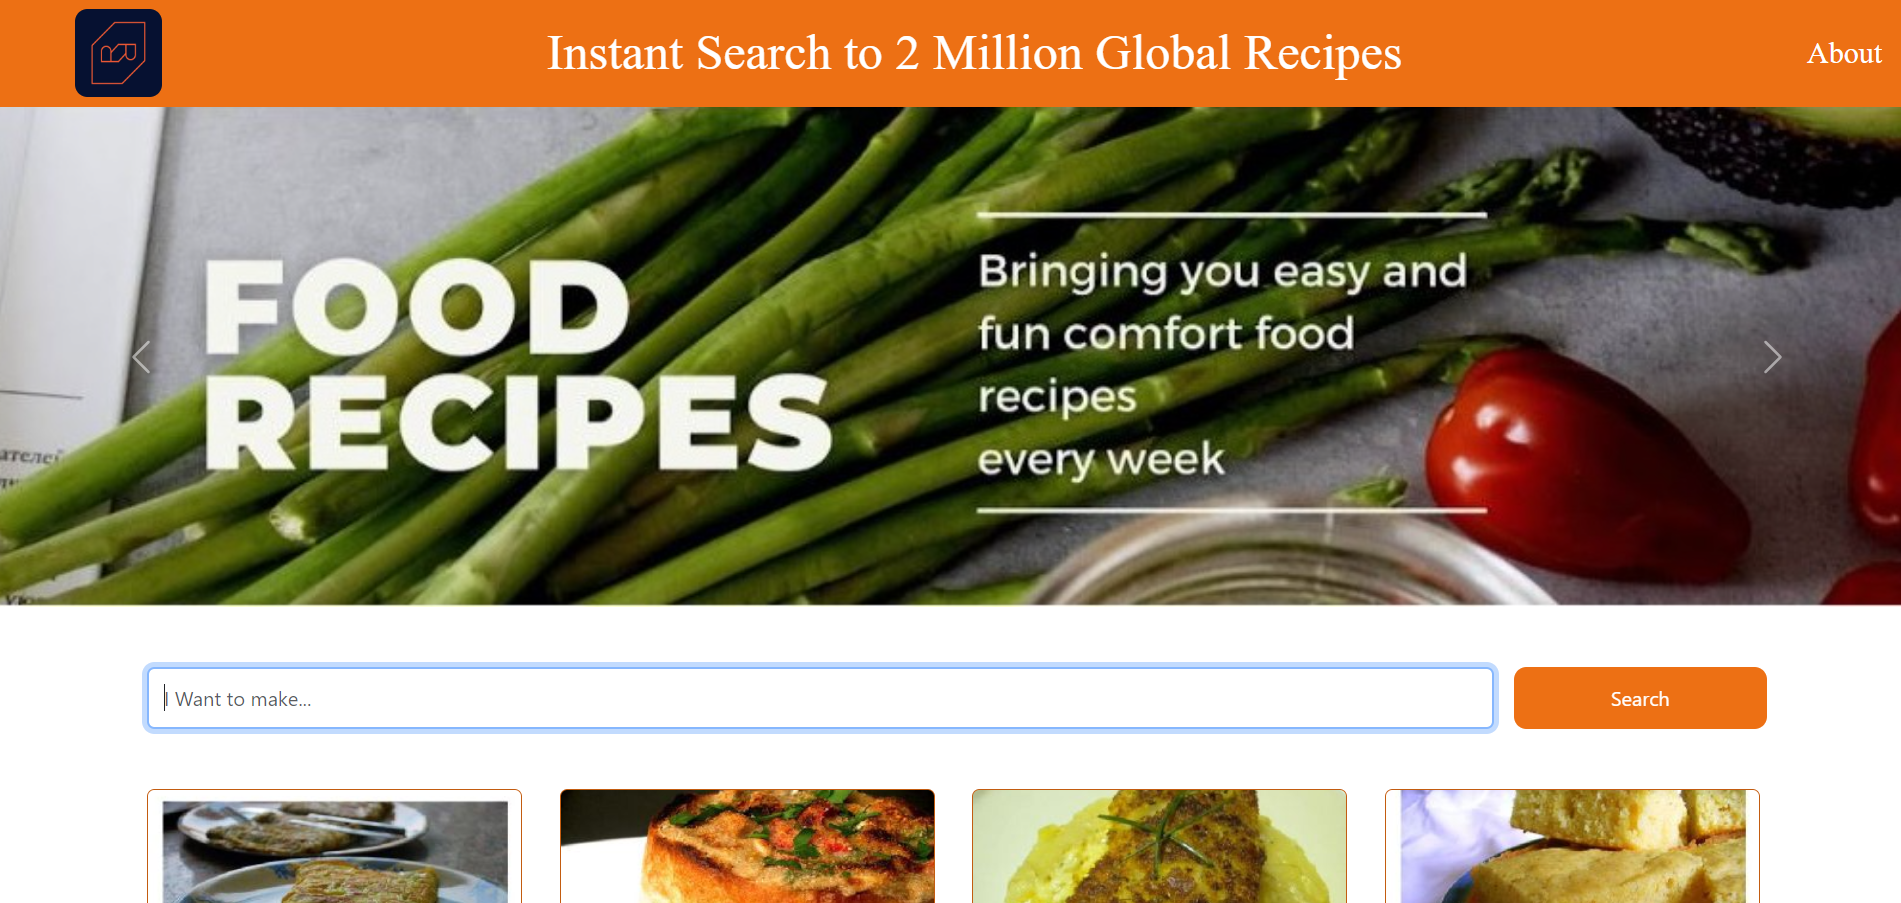 Instant Search to 2 Million Global Recipes
About
FOOD
RECIPES
Bringing you easy and
fun comfort food
recipes
every week
I Want to make...
Search